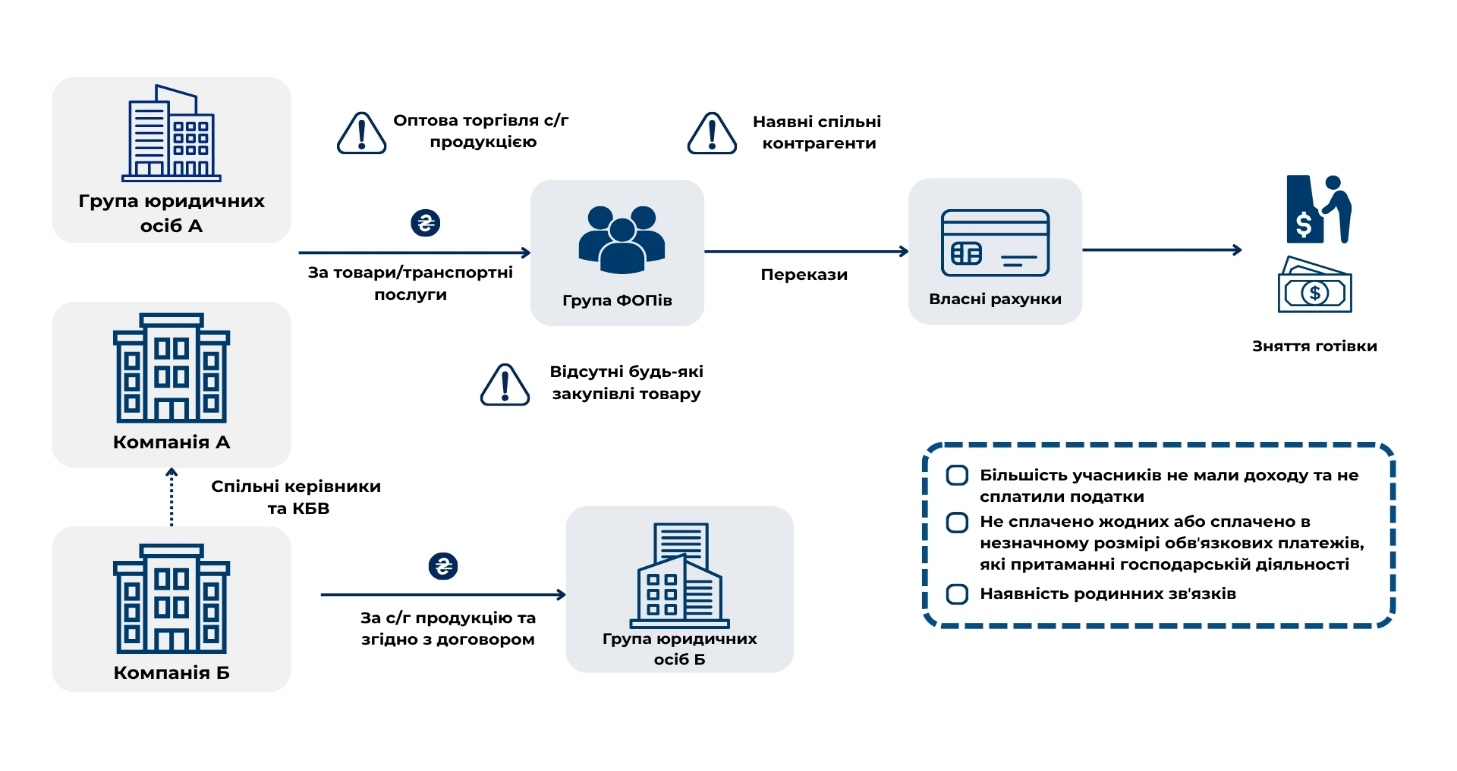 Оптова торгівля с/г
продукцією
Наявні спільні
контрагенти
Група юридичних
осіб А
₴
За товари/транспортні
послуги
Група ФОПів
Перекази
Власні рахунки
$
$
Зняття готівки
Відсутні будь-які
закупівлі товару
Компанія А
Спільні керівники
та КБВ
Компанія Б
₴
За с/г продукцію та
згідно з договором
Група юридичних
осіб Б
Більшість учасників не мали доходу та не
сплатили податки
Не сплачено жодних або сплачено в
незначному розмірі обв'язкових платежів,
які притаманні господарській діяльності
Наявність родинних зв'язків